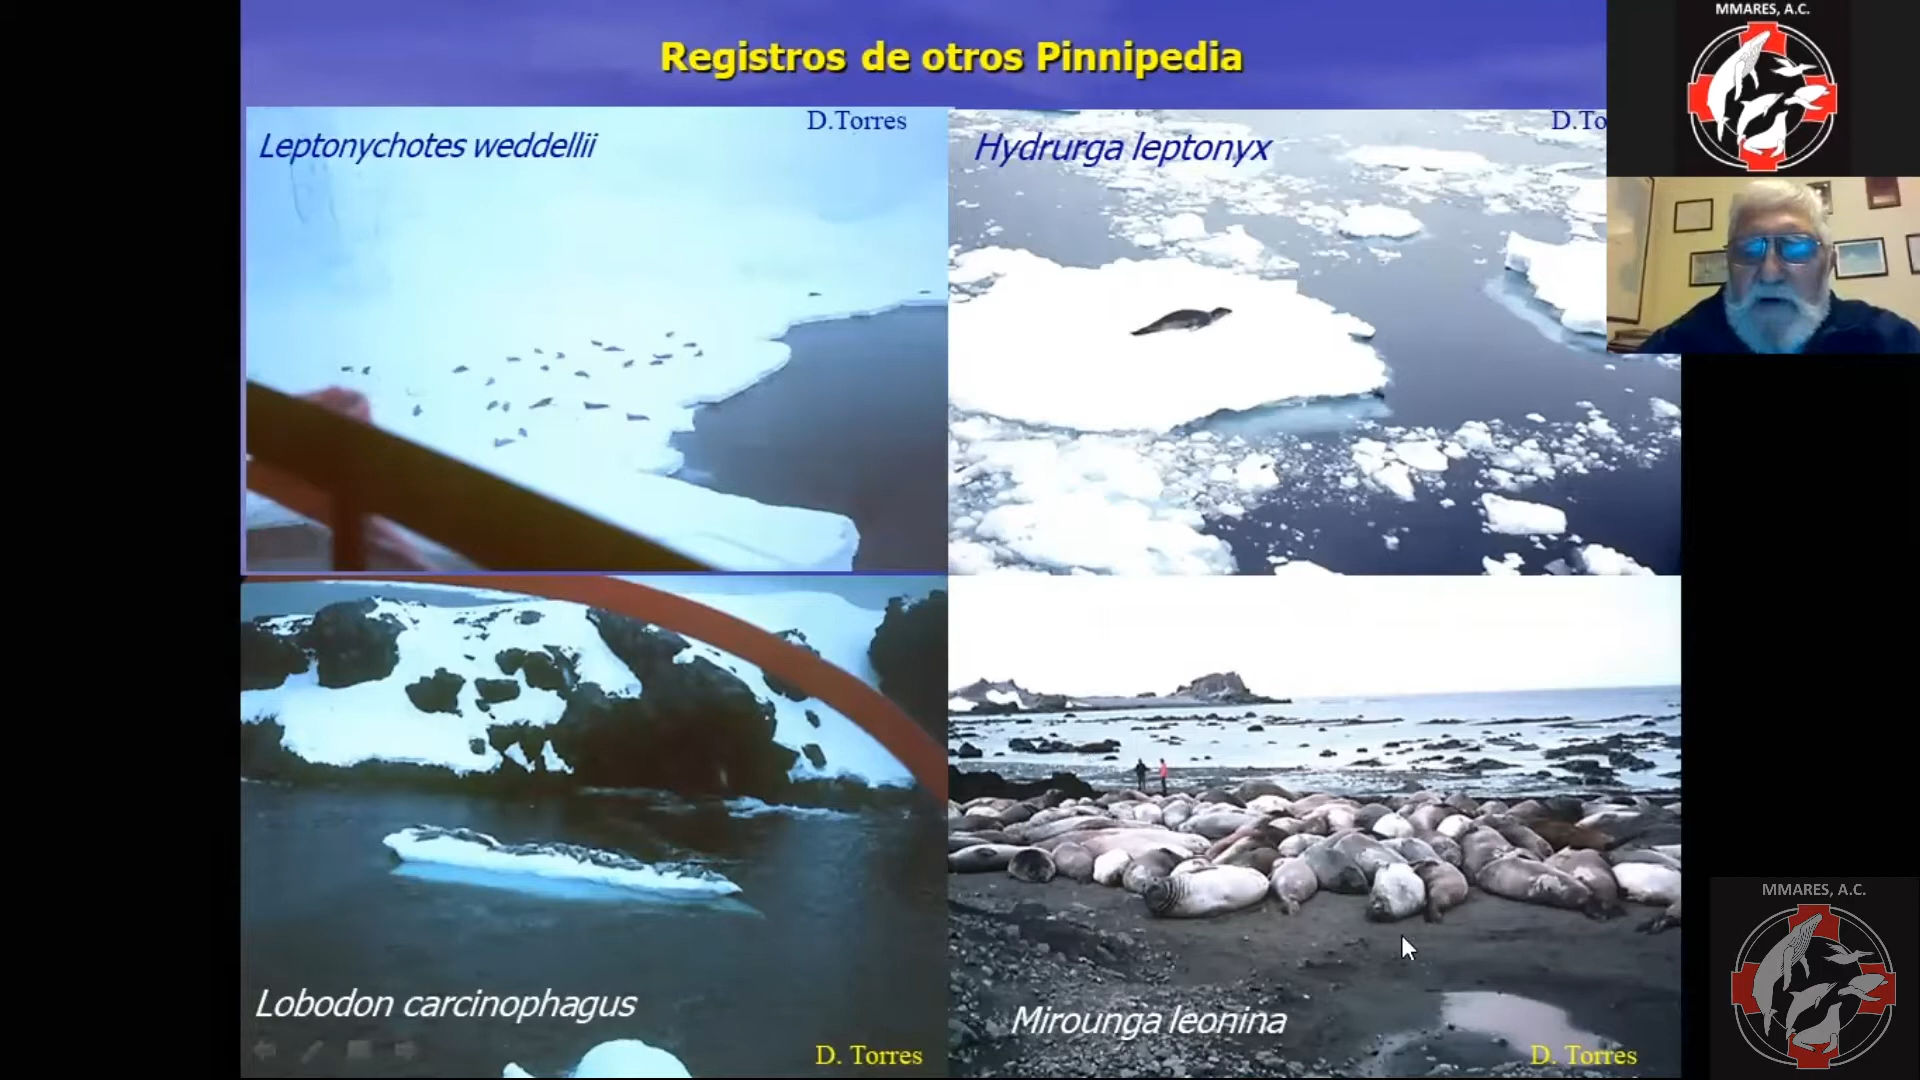 Registros de otros Pinnipedia
MMARES, A.C.
D.Torres
Leptonychotes weddellii
D.To
Hydrurga leptonyx
Lobodon carcinophagus
D. Torres
Mirounga leonina
D. Torres
MMARES, A.C.